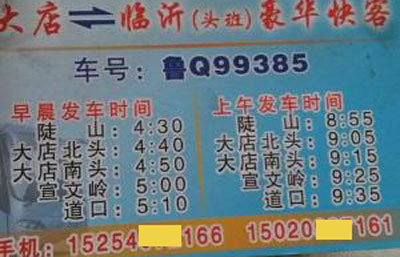 大店⇌临沂(头班)豪华快客
车号：鲁Q99385
早晨发车时间
陡山：4:30
大店北头：4:40
大店南头：4:50
宣文岭：5:00
道口：5:10
上午发车时间
陡山：8:55
大店北头：9:05
大店南头：9:15
宣文岭：9:25
道口：9:35
手机：15254 166 15020 161